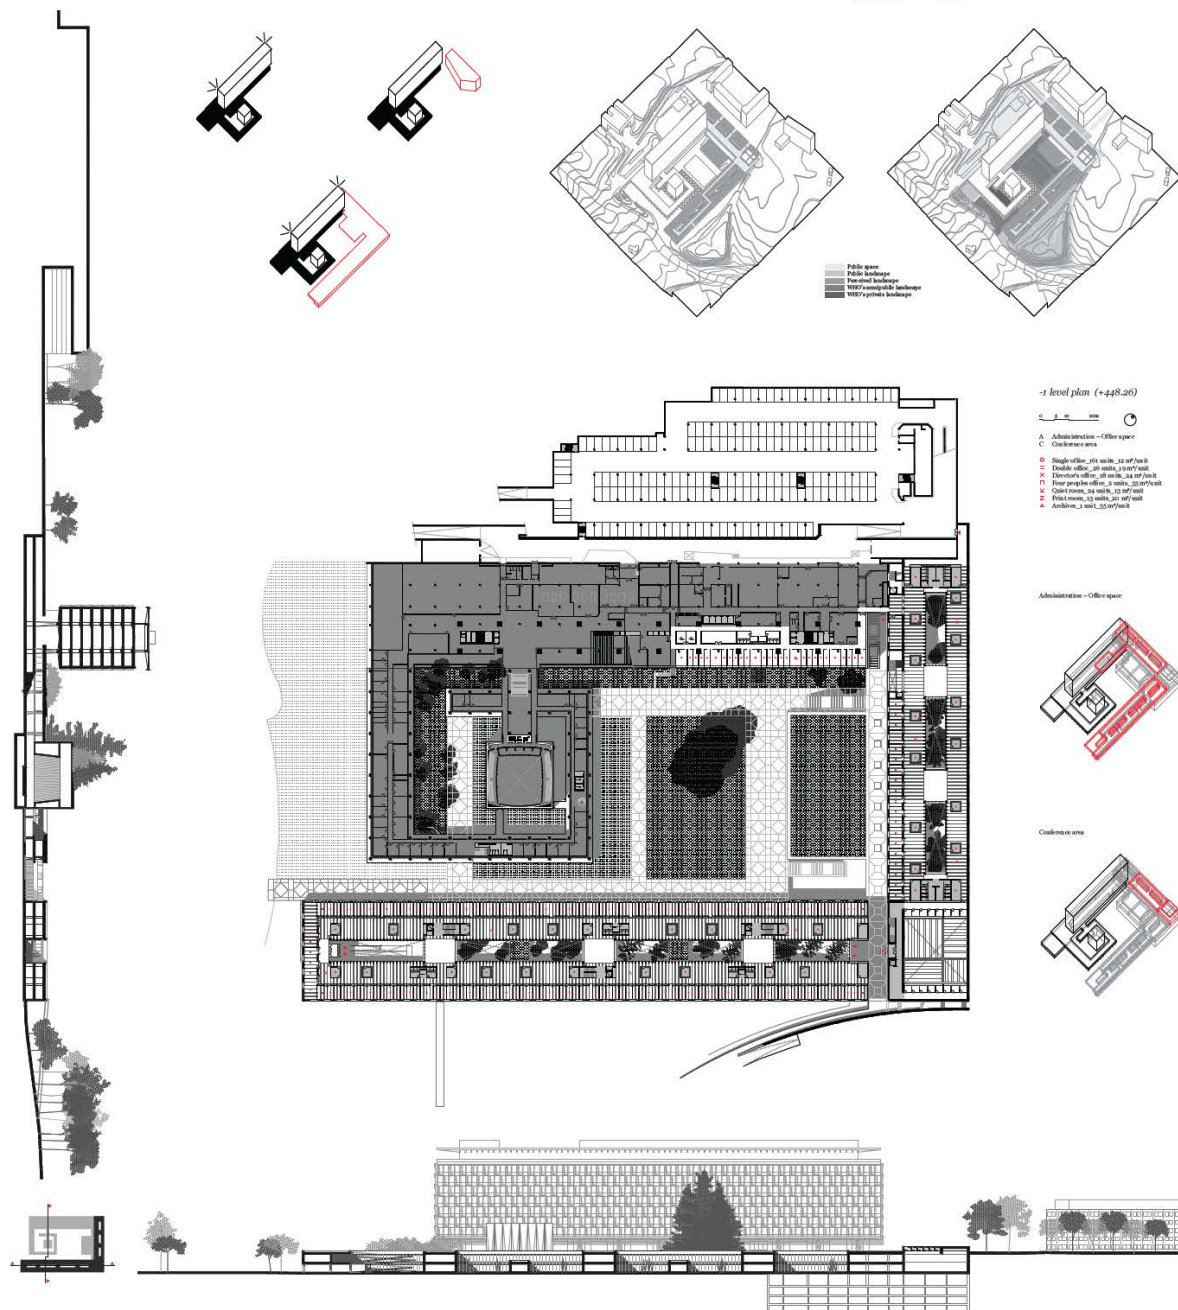 Public space
Public landscape
Perceived landscape
WHO's semipublic landscape
WHO's private landscape
-1 level plan (+448.26)
A Administration – Office space
C Conference area
Single office_161 units_12 m²/unit
Double office_26 units_19 m²/unit
Director's office_18 units_24 m²/unit
Four peoples office_2 units_35 m²/unit
Quiet room_24 units_13 m²/unit
Print room_13 units_20 m²/unit
Archives_1 unit_55 m²/unit
Administration – Office space
Conference area